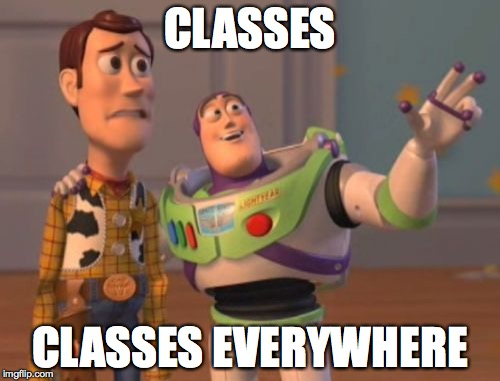 CLASSES
LIGHTYEAR
CLASSES EVERYWHERE
imgflip.com